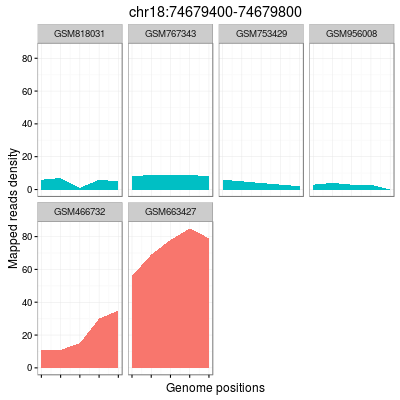 chr18:74679400-74679800
GSM818031 GSM767343 GSM753429 GSM956008
80
60
40
20
0
GSM466732 GSM663427
80
60
40
20
0
Mapped reads density
Genome positions